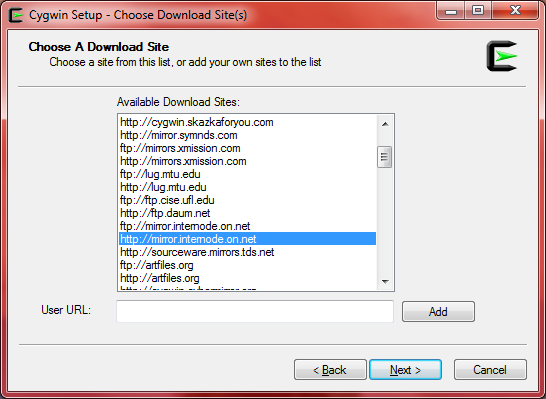 Cygwin Setup - Choose Download Site(s)
Choose A Download Site
Choose a site from this list, or add your own sites to the list
Available Download Sites:
http://cygwin.skazkaforyou.com
http://mirror.symnds.com
ftp://mirrors.xmission.com
http://mirrors.xmission.com
ftp://lug.mtu.edu
http://lug.mtu.edu
ftp://ftp.cise.ufl.edu
http://ftp.daum.net
ftp://mirror.internode.on.net
http://mirror.internode.on.net
http://sourceware.mirrors.tds.net
ftp://artfiles.org
http://artfiles.org
User URL:
Add
< Back
Next >
Cancel